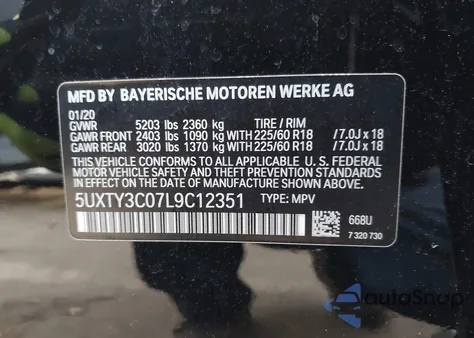 MFD BY BAYERISCHE MOTOREN WERKE AG
01/20
GVWR 5203 lbs 2360 kg TIRE / RIM
GAWR FRONT 2403 lbs 1090 kg WITH 225/60 R18 /7.0J x 18
GAWR REAR 3020 lbs 1370 kg WITH 225/60 R18 /7.0J x 18
THIS VEHICLE CONFORMS TO ALL APPLICABLE U. S. FEDERAL
MOTOR VEHICLE SAFETY AND THEFT PREVENTION STANDARDS
IN EFFECT ON THE DATE OF MANUFACTURE SHOWN ABOVE.
5UXTY3C07L9C12351 TYPE: MPV
668U
7 320 730
autoSnap